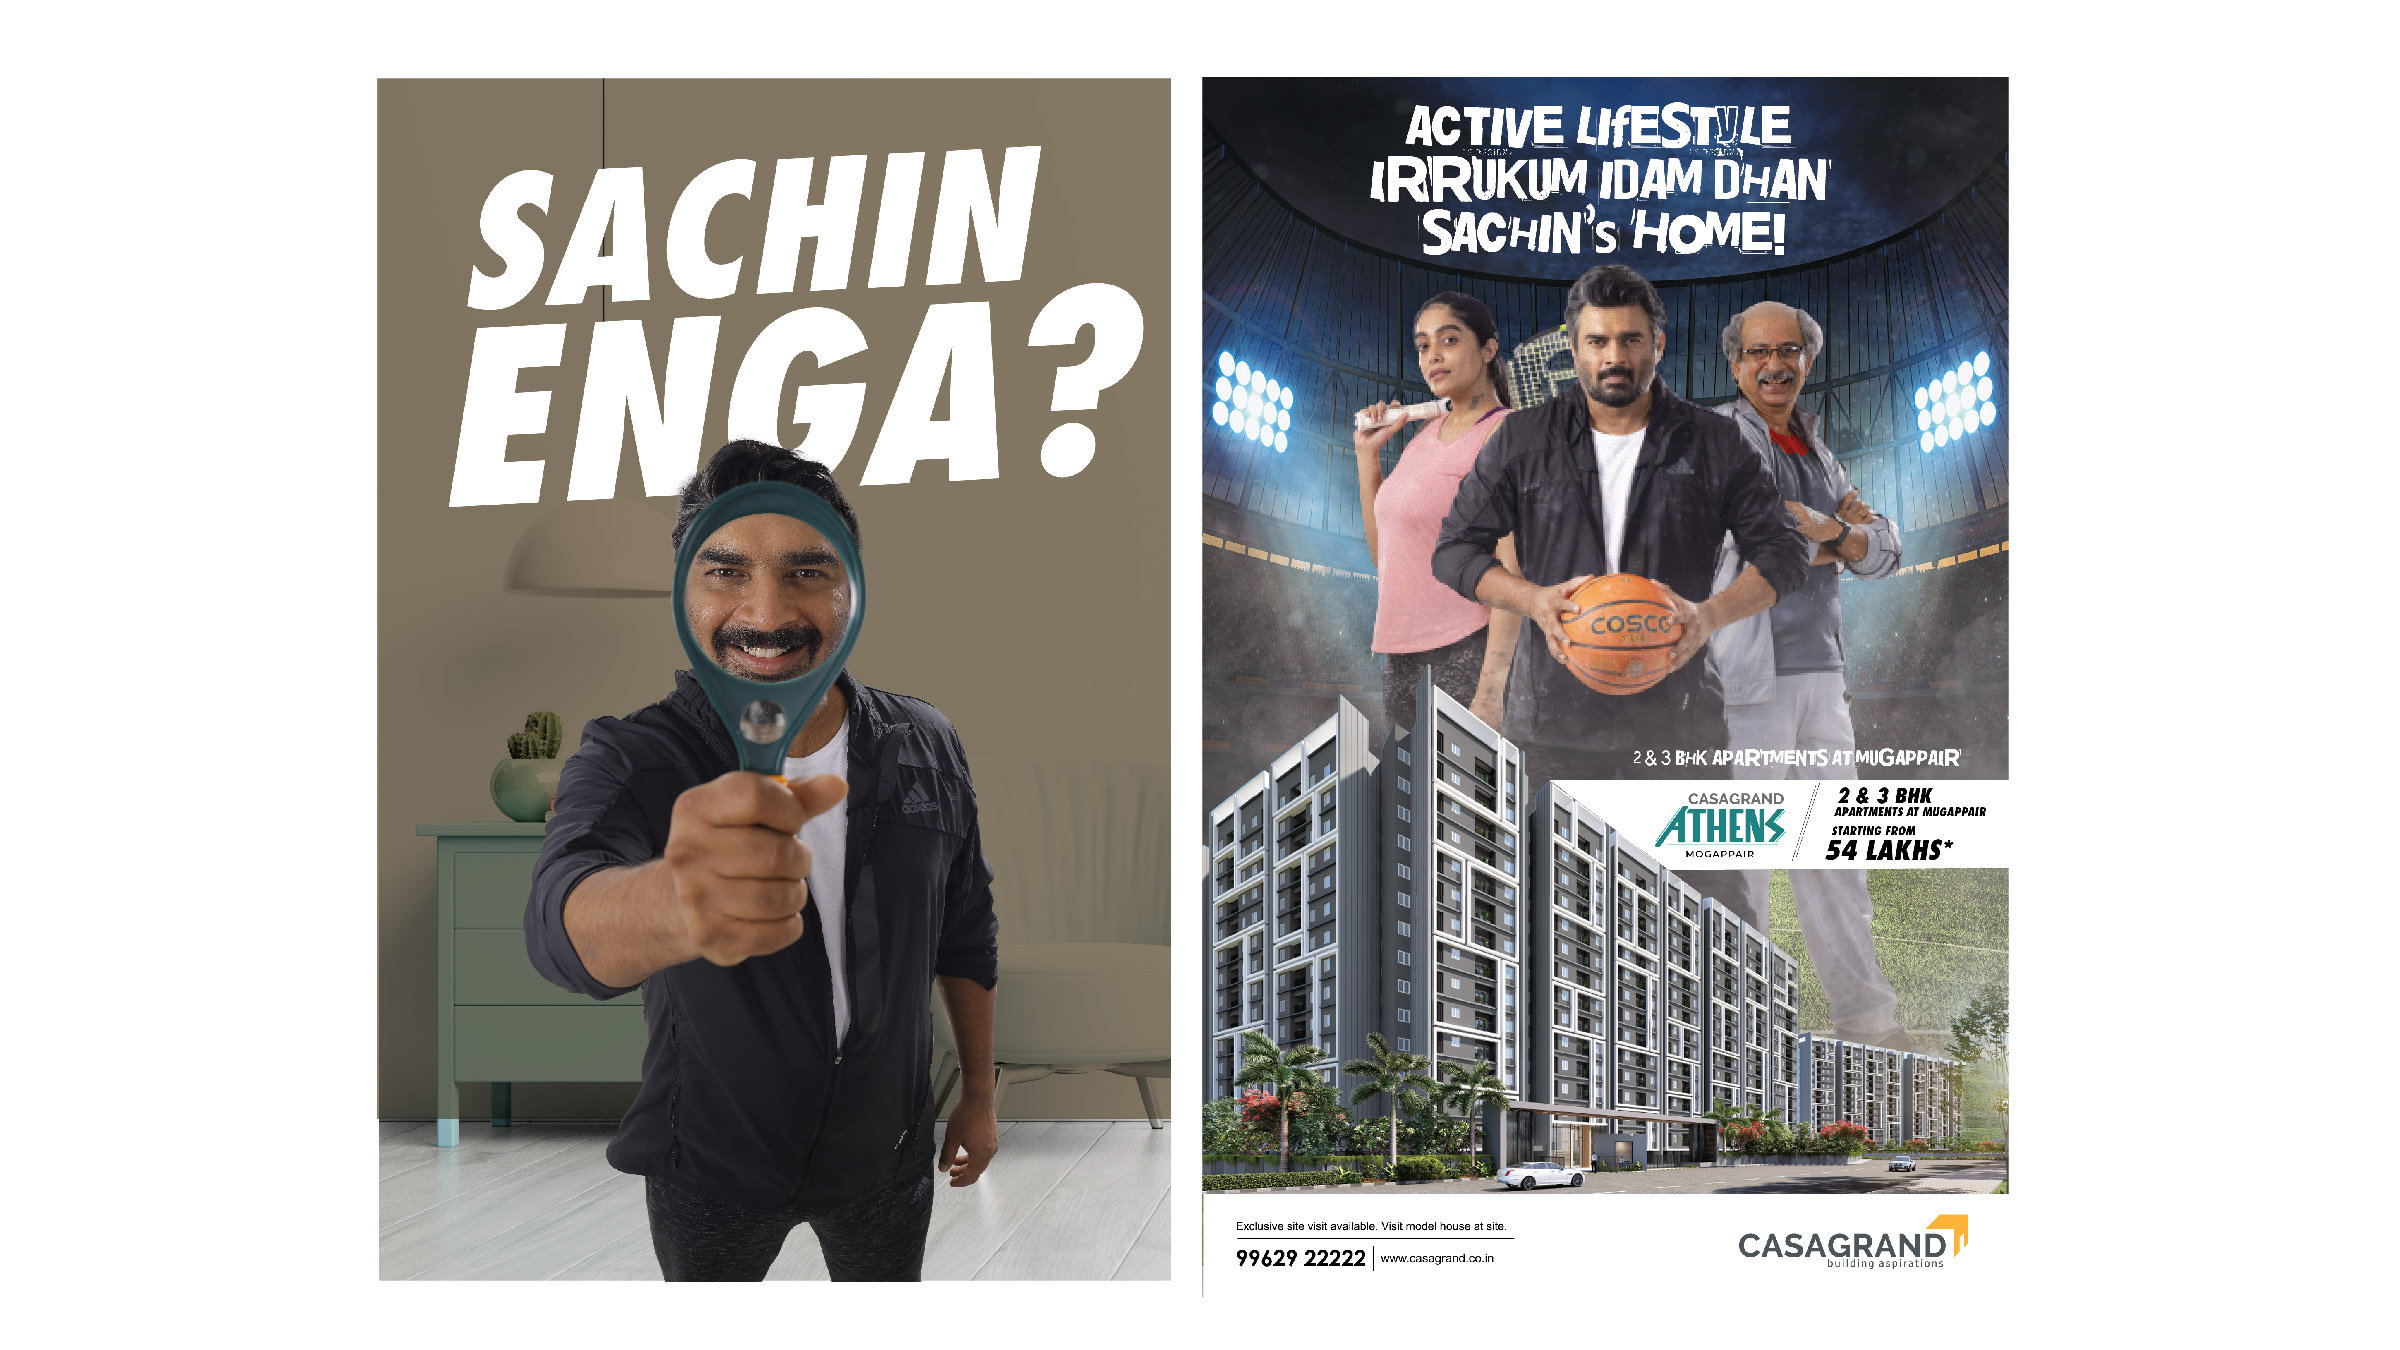 SACHIN
ENGA?
adidas
ACTIVE LIfESTYLE
IRRUKUM IDAM DHAN
SACHIN's HOME!
COSCO
2 & 3 BHK APARTMENTS AT MUGAPPAIR
CASAGRAND
ATHENS
MOGAPPAIR
2 & 3 BHK
APARTMENTS AT MUGAPPAIR
STARTING FROM
54 LAKHS*
Exclusive site visit available. Visit model house at site.
99629 22222
www.casagrand.co.in
CASAGRAND
building aspirations